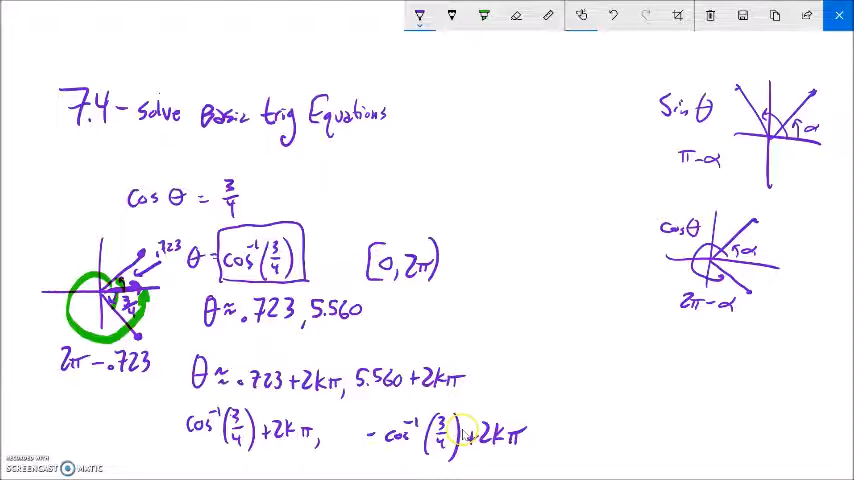 7.4 - Solve Basic trig Equations
Sin θ
α
π-α
cos θ = 3/4
cos θ
α
2π-α
.723
θ = cos⁻¹(3/4)
[0, 2π)
3/4
θ ≈ .723, 5.560
2π-.723
θ ≈ .723 + 2kπ, 5.560 + 2kπ
cos⁻¹(3/4) + 2kπ, - cos⁻¹(3/4) + 2kπ
RECORDED WITH
SCREENCAST MATIC